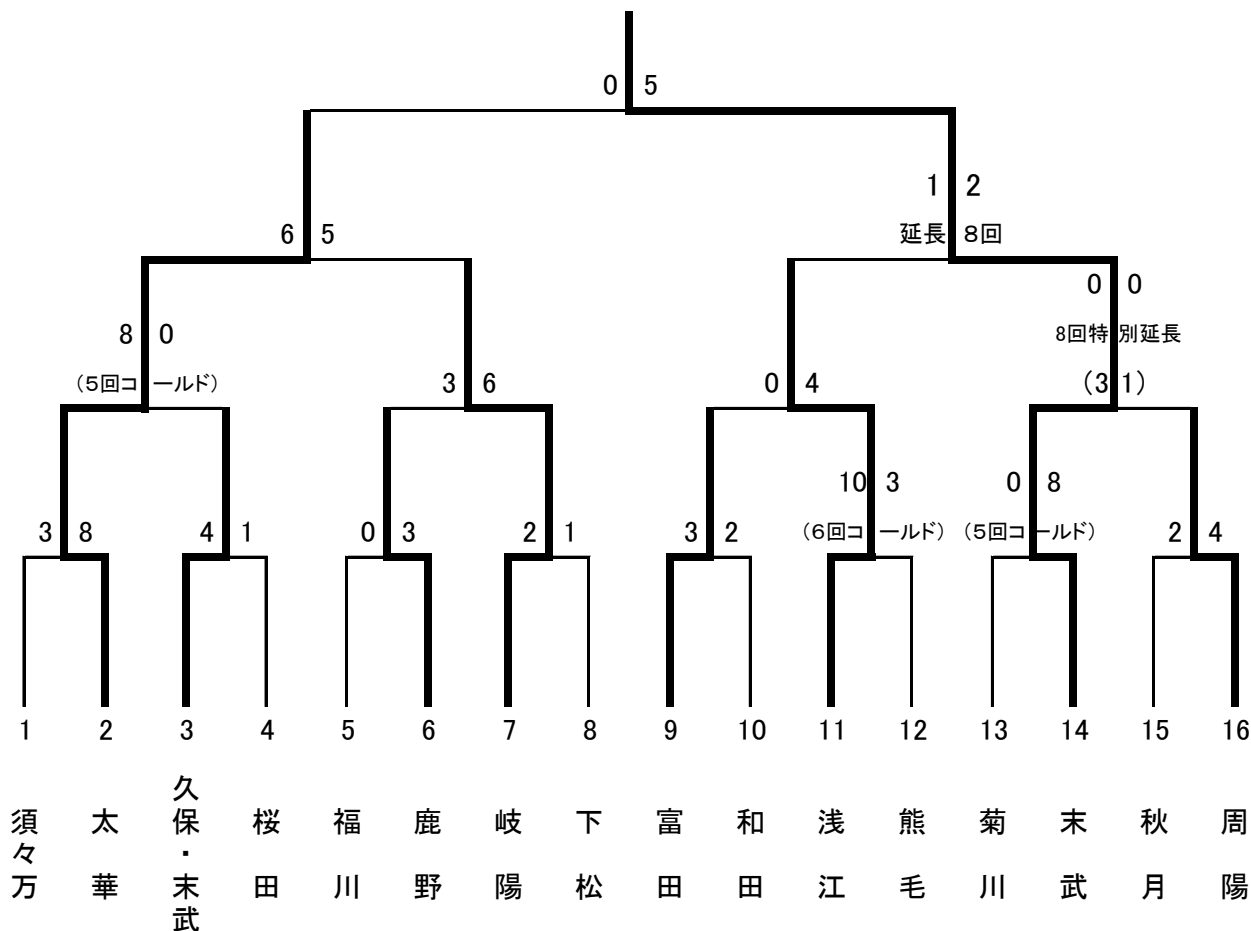 0 5
1 2
6 5
延長 8回
0 0
8 0
8回特別延長
(5回コールド)
3 6
0 4
(3 1)
10 3
0 8
3 8
4 1
0 3
2 1
3 2
(6回コールド)
(5回コールド)
2 4
1 2 3 4 5 6 7 8 9 10 11 12 13 14 15 16
須々万
太華
久保・末武
桜田
福川
鹿野
岐陽
下松
富田
和田
浅江
熊毛
菊川
末武
秋月
周陽